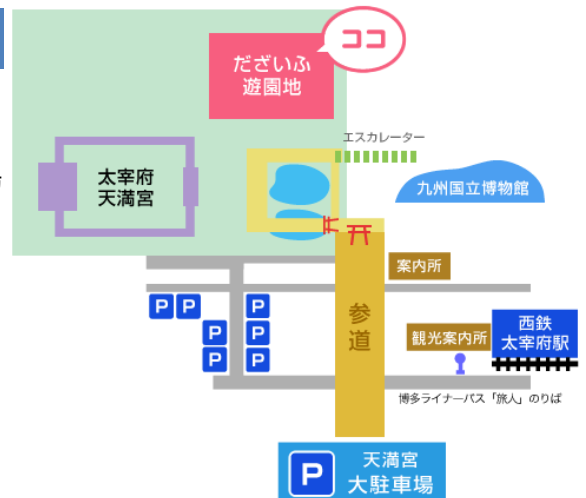 ココ
だざいふ
遊園地
エスカレーター
太宰府
天満宮
九州国立博物館
案内所
参道
P P P
P P
P P
西鉄
太宰府駅
観光案内所
博多ライナーバス「旅人」のりば
P
天満宮
大駐車場